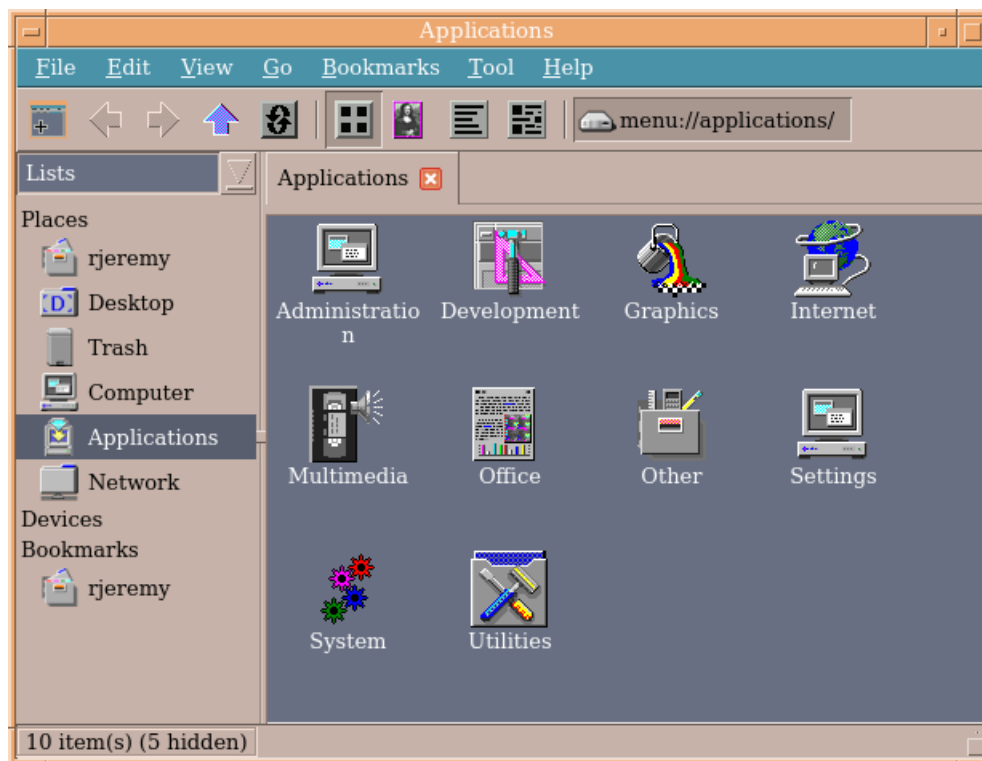 Applications
File Edit View Go Bookmarks Tool Help
menu://applications/
Lists
Applications
Places
rjeremy
Desktop
Trash
Computer
Applications
Network
Devices
Bookmarks
rjeremy
Administratio
n
Development
Graphics
Internet
Multimedia
Office
Other
Settings
System
Utilities
10 item(s) (5 hidden)